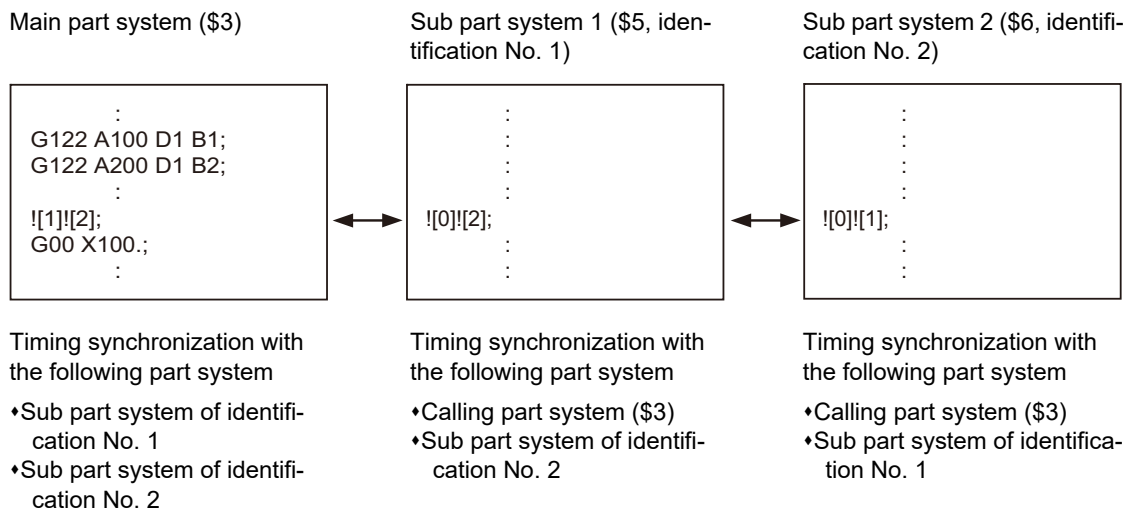 Main part system ($3)
Sub part system 1 ($5, iden-
tification No. 1)
Sub part system 2 ($6, identifi-
cation No. 2)
:
G122 A100 D1 B1;
G122 A200 D1 B2;
:
![1]![2];
G00 X100.;
:
:
:
:
:
![0]![2];
:
:
:
:
:
:
![0]![1];
:
:
Timing synchronization with
the following part system
⬩Sub part system of identifi-
cation No. 1
⬩Sub part system of identifi-
cation No. 2
Timing synchronization with
the following part system
⬩Calling part system ($3)
⬩Sub part system of identifi-
cation No. 2
Timing synchronization with
the following part system
⬩Calling part system ($3)
⬩Sub part system of identifica-
tion No. 1